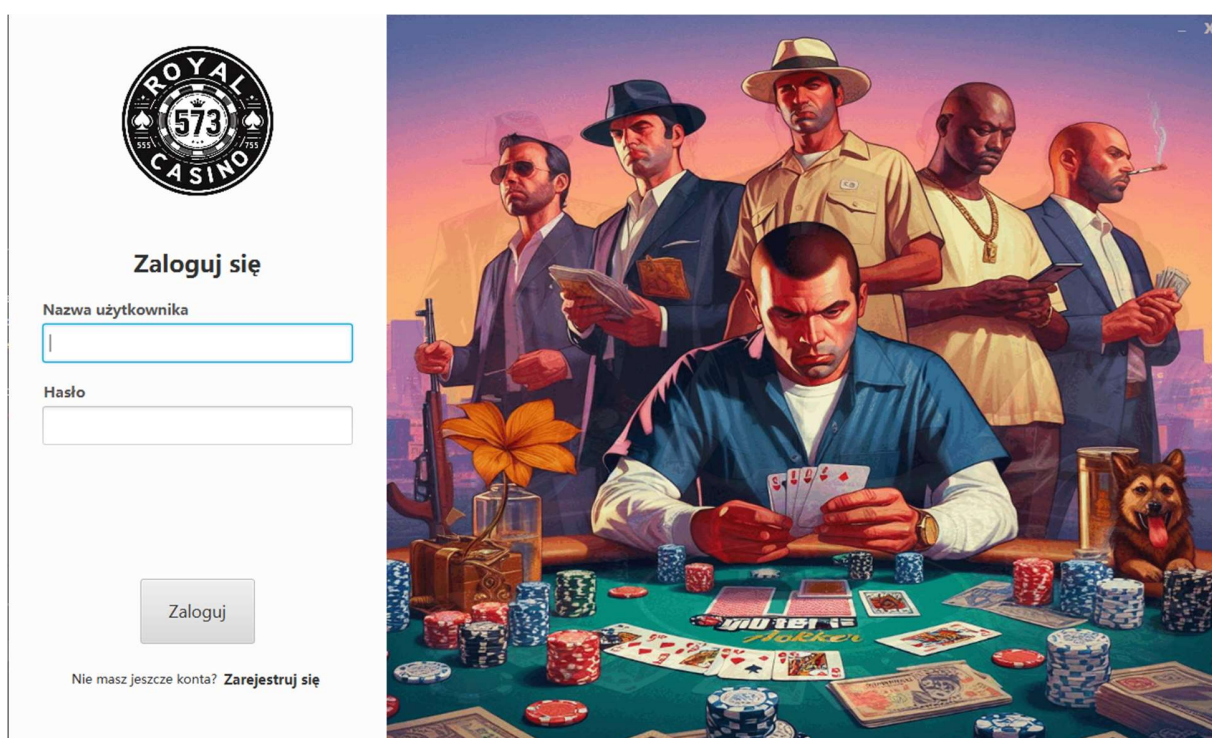 ROYAL
573
555
755
CASINO
Zaloguj się
Nazwa użytkownika
Hasło
Zaloguj
Nie masz jeszcze konta? Zarejestruj się